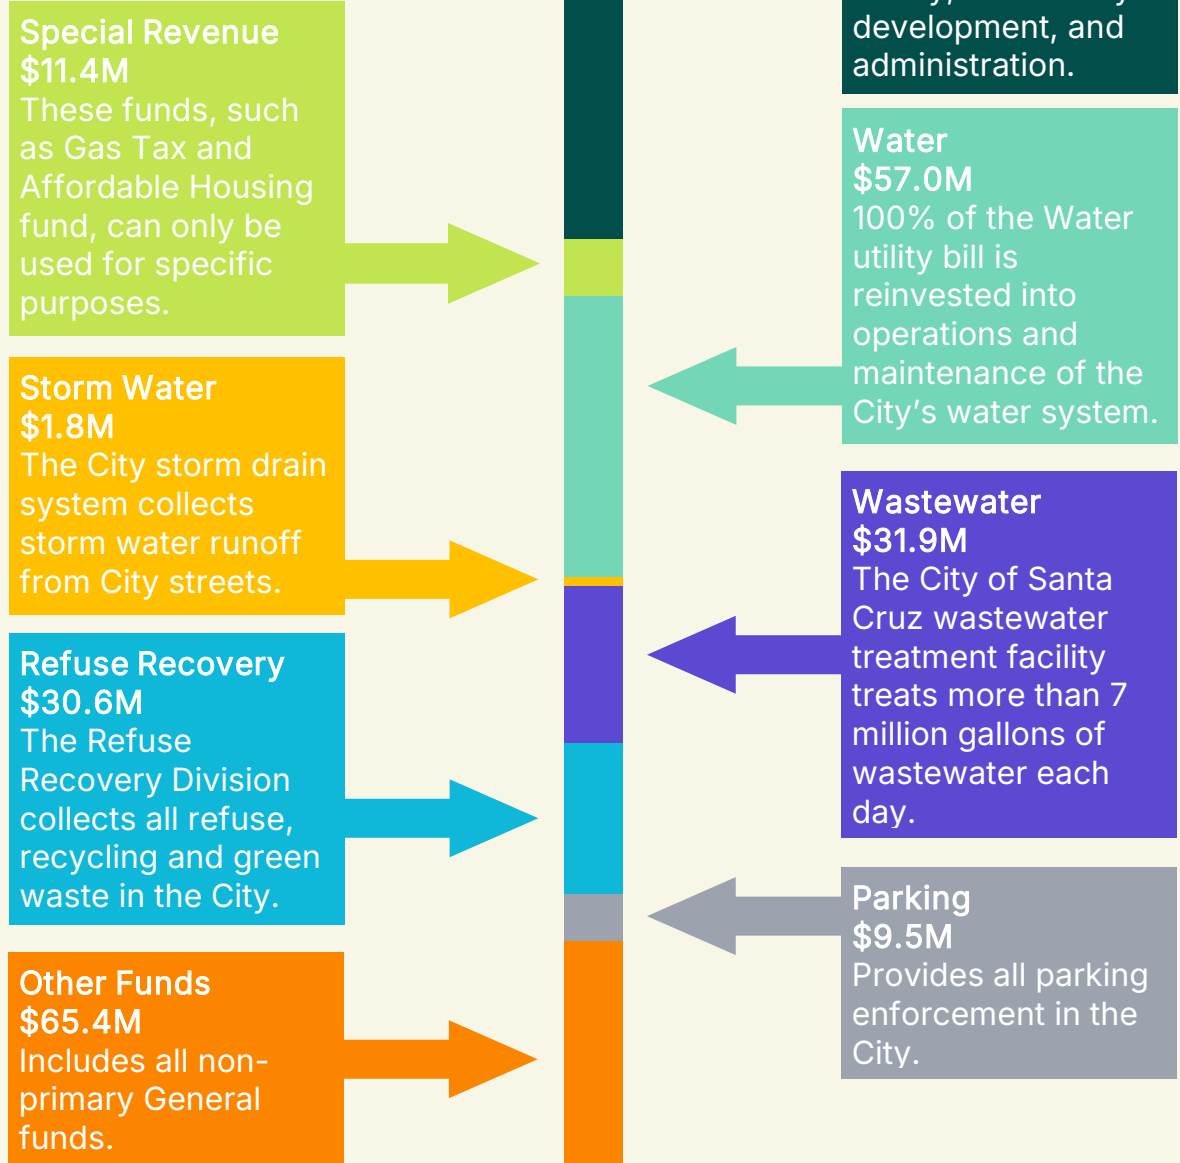 Special Revenue
$11.4M
These funds, such
as Gas Tax and
Affordable Housing
fund, can only be
used for specific
purposes.
Storm Water
$1.8M
The City storm drain
system collects
storm water runoff
from City streets.
Refuse Recovery
$30.6M
The Refuse
Recovery Division
collects all refuse,
recycling and green
waste in the City.
Other Funds
$65.4M
Includes all non-
primary General
funds.
development, and
administration.
Water
$57.0M
100% of the Water
utility bill is
reinvested into
operations and
maintenance of the
City’s water system.
Wastewater
$31.9M
The City of Santa
Cruz wastewater
treatment facility
treats more than 7
million gallons of
wastewater each
day.
Parking
$9.5M
Provides all parking
enforcement in the
City.